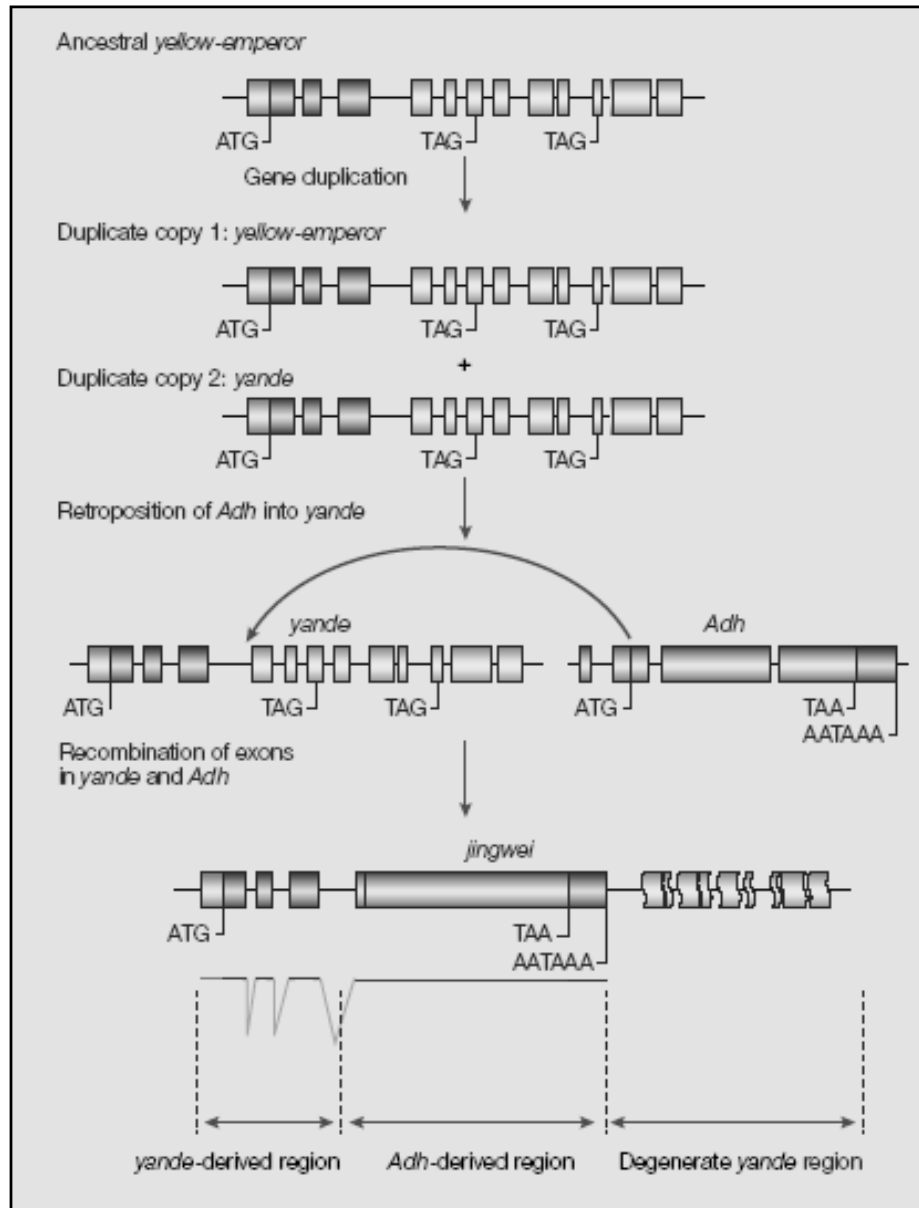 Ancestral yellow-emperor
ATG TAG TAG
Gene duplication
Duplicate copy 1: yellow-emperor
ATG TAG TAG
+
Duplicate copy 2: yande
ATG TAG TAG
Retroposition of Adh into yande
yande Adh
ATG TAG TAG ATG TAA
AATAAA
Recombination of exons
in yande and Adh
jingwei
ATG TAA
AATAAA
yande-derived region Adh-derived region Degenerate yande region